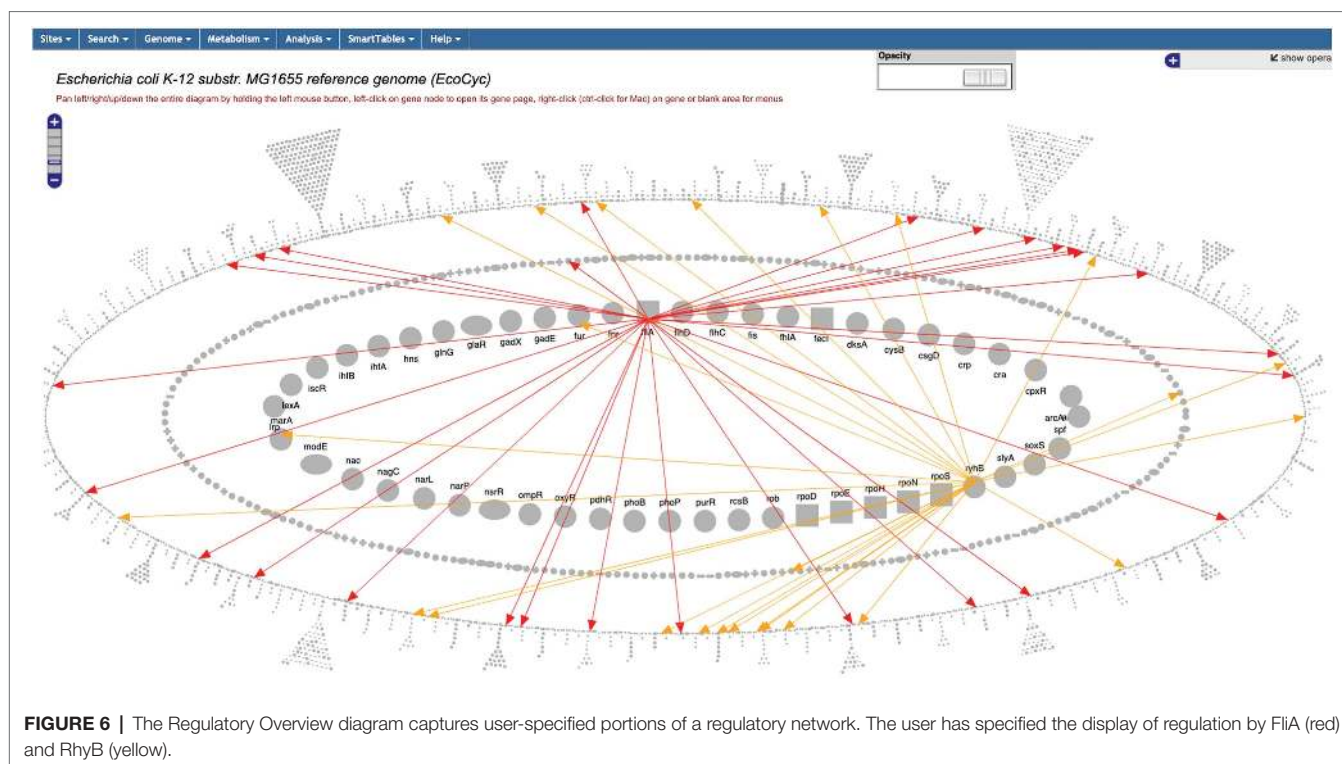 Sites Search Genome Metabolism Analysis SmartTables Help
Opacity
show opera
Escherichia coli K-12 substr. MG1655 reference genome (EcoCyc)
Pan left/right/up/down the entire diagram by holding the left mouse button, left-click on gene node to open its gene page, right-click (ctrl-click for Mac) on gene or blank area for menus
fur
fnr
fliA
flhD
flhC
fis
fhlA
fecI
dksA
cysB
csgD
crp
cra
cpxR
gadE
gadX
glaR
glnG
hns
ihfA
ihfB
iscR
lexA
marA
lrp
modE
nac
nagC
narL
narP
nsrR
ompR
oxyR
pdhR
phoB
phoP
purR
rcsB
rob
rpoD
rpoE
rpoH
rpoN
rpoS
ryhB
slyA
soxS
spf
FIGURE 6 | The Regulatory Overview diagram captures user-specified portions of a regulatory network. The user has specified the display of regulation by FliA (red)
and RhyB (yellow).